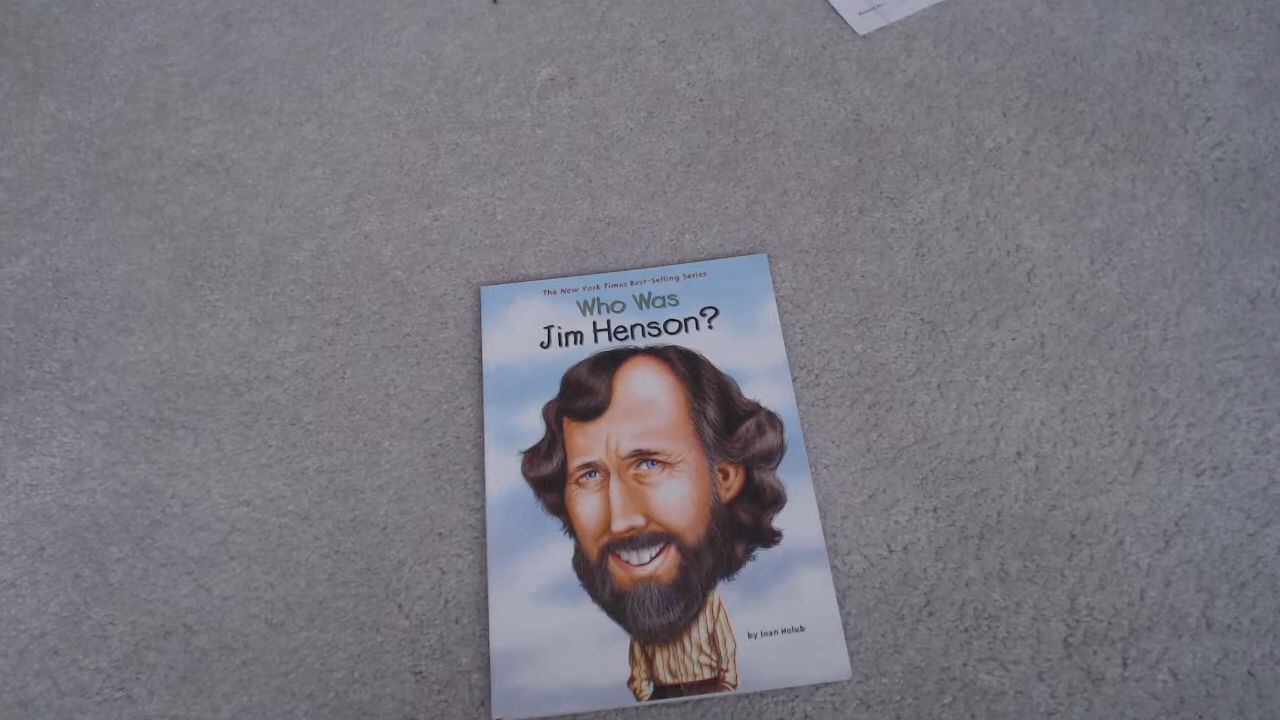 The New York Times Best-Selling Series
Who Was
Jim Henson?
by Joan Holub